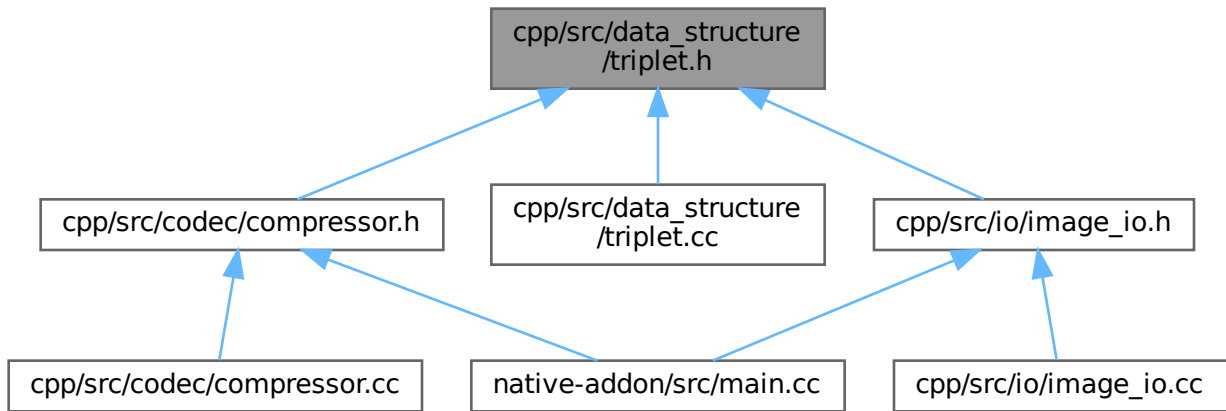 cpp/src/data_structure
/triplet.h
cpp/src/codec/compressor.h
cpp/src/data_structure
/triplet.cc
cpp/src/io/image_io.h
cpp/src/codec/compressor.cc
native-addon/src/main.cc
cpp/src/io/image_io.cc